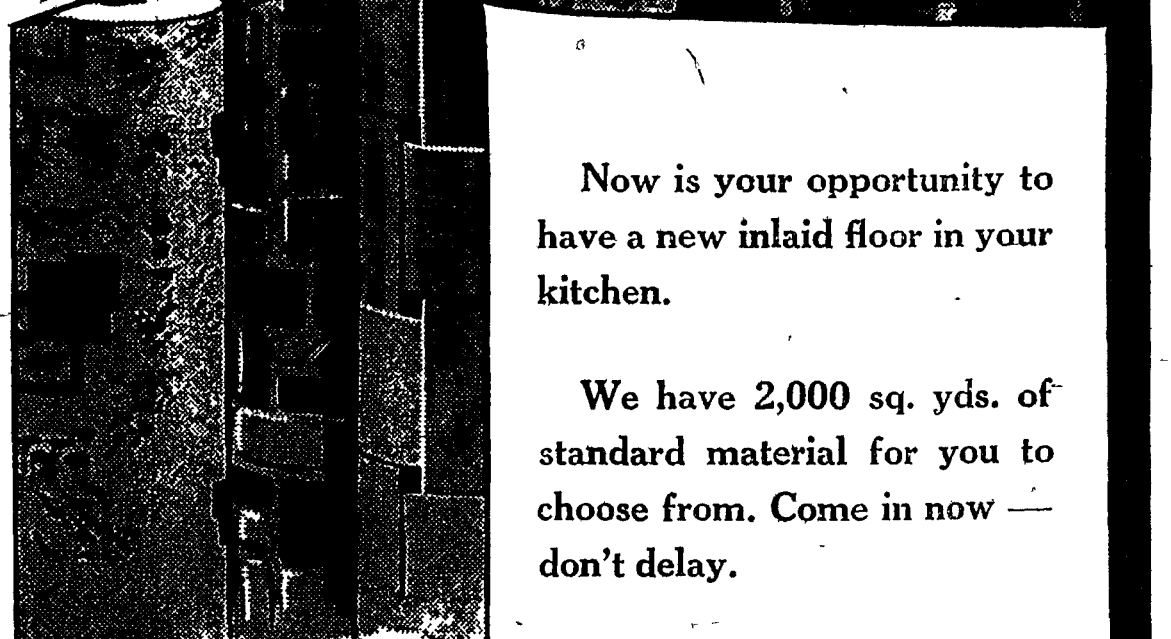 Now is your opportunity to
have a new inlaid floor in your
kitchen.
We have 2,000 sq. yds. of
standard material for you to
choose from. Come in now —
don't delay.